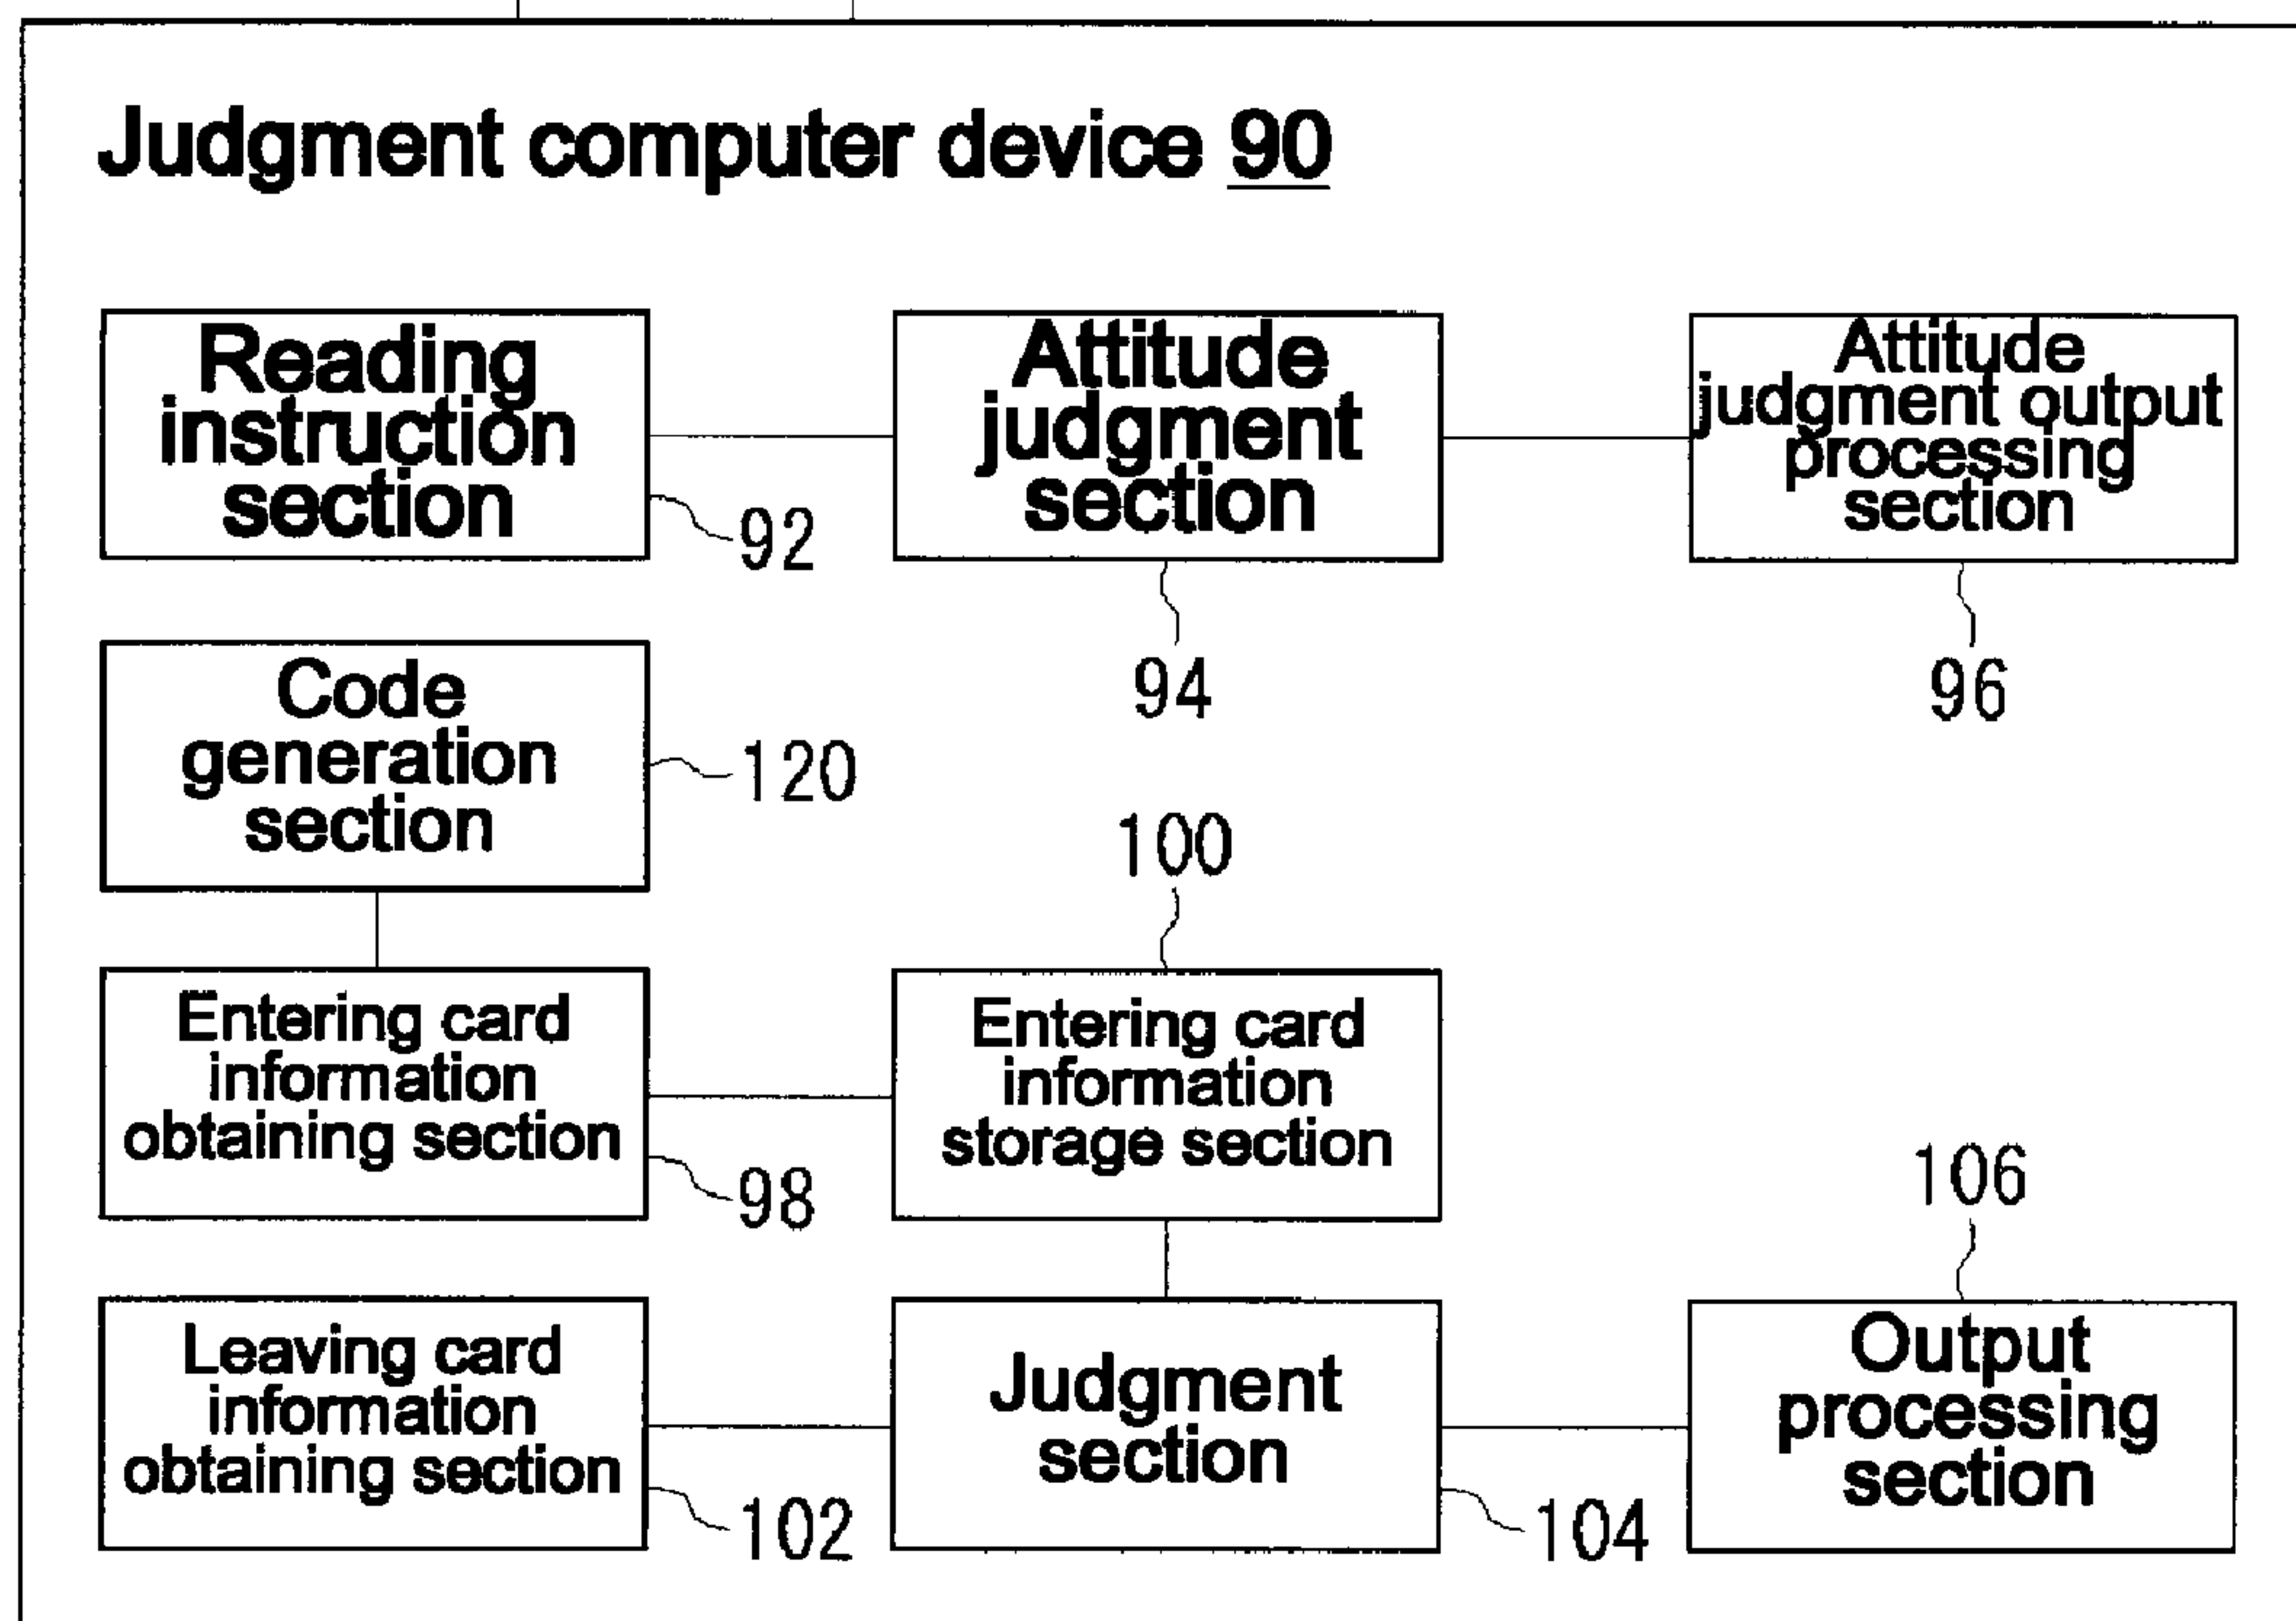 Judgment computer device 90
Reading
instruction
section
92
Attitude
judgment
section
94
Attitude
judgment output
processing
section
96
Code
generation
section
120
100
Entering card
information
obtaining section
98
Entering card
information
storage section
106
Leaving card
information
obtaining section
102
Judgment
section
104
Output
processing
section